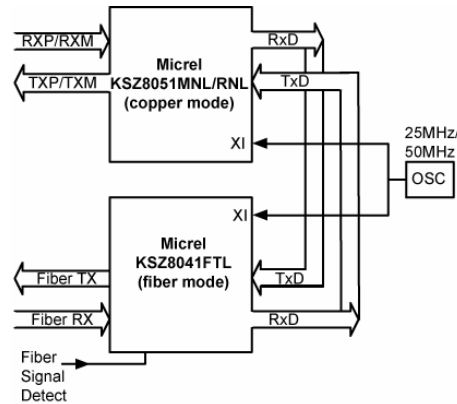 RXP/RXM
TXP/TXM
Micrel
KSZ8051MNL/RNL
(copper mode)
RxD
TxD
XI
25MHz/
50MHz
OSC
XI
Micrel
KSZ8041FTL
(fiber mode)
Fiber TX
TxD
Fiber RX
RxD
Fiber
Signal
Detect